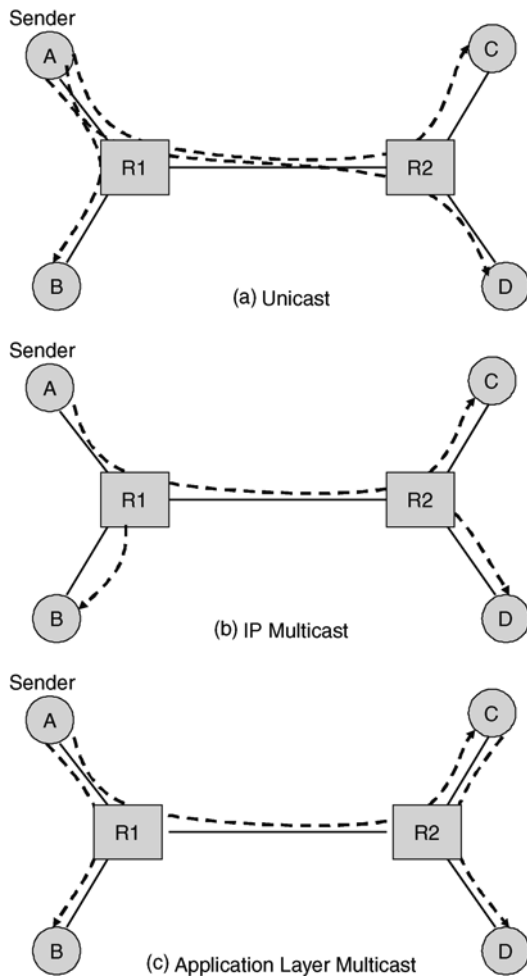 Sender
A
C
R1
R2
B
D
(a) Unicast
Sender
A
C
R1
R2
B
D
(b) IP Multicast
Sender
A
C
R1
R2
B
D
(c) Application Layer Multicast